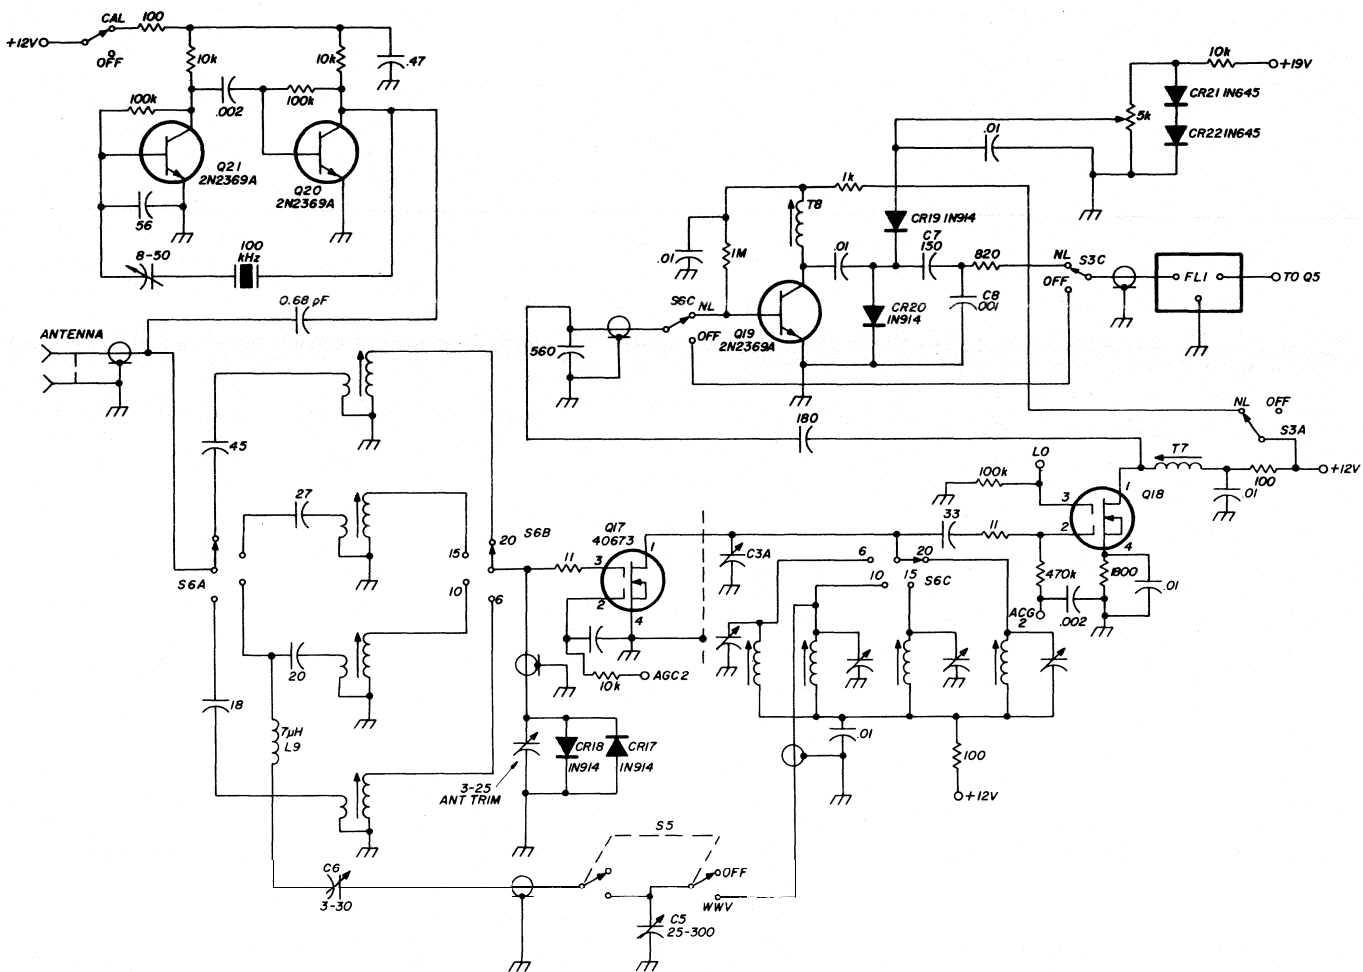 CAL
100
+12V
OFF
10k
10k
.47
100k
.002
100k
Q21
2N2369A
Q20
2N2369A
56
8-50
100
kHz
0.68 pF
ANTENNA
45
27
S6A
15
20
S6B
10
6
20
18
7µH
L9
C6
3-30
10k
+19V
CR21 1N645
5k
CR22 1N645
.01
1k
T8
CR19 1N914
C7
150
820
NL
S3C
OFF
FL1
TO Q5
1M
.01
.01
S6C
NL
OFF
Q19
2N2369A
CR20
1N914
C8
.001
560
180
NL
OFF
S3A
T7
+12V
100
.01
LO
100k
Q18
1
3
2
4
33
11
1800
.01
470k
ACG
2
.002
Q17
40673
11
3
1
2
4
10k
AGC2
C3A
6
20
S6C
10
15
.01
100
+12V
CR18
1N914
CR17
1N914
3-25
ANT TRIM
S5
OFF
WWV
C5
25-300